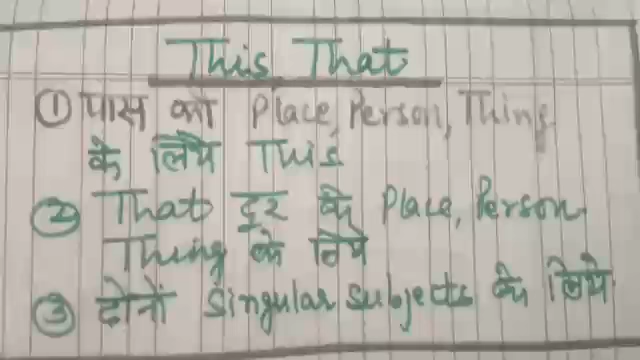 This That
① पास को Place, Person, Thing
के लिये This
② That दूर के Place, Person
Thing के लिये
③ दोनों Singular subjects के लिये